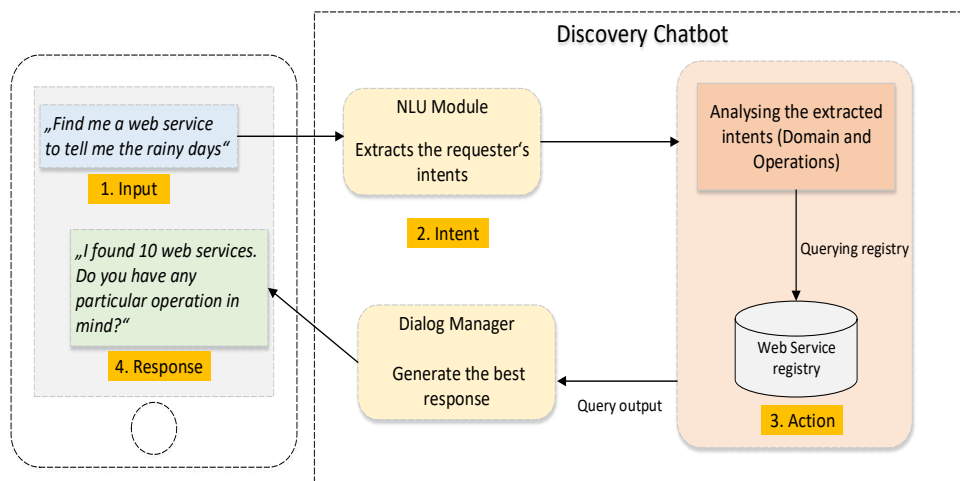 Discovery Chatbot
„Find me a web service
to tell me the rainy days“
1. Input
NLU Module
Extracts the requester‘s
intents
2. Intent
Analysing the extracted
intents (Domain and
Operations)
Querying registry
Web Service
registry
3. Action
Query output
Dialog Manager
Generate the best
response
„I found 10 web services.
Do you have any
particular operation in
mind?“
4. Response